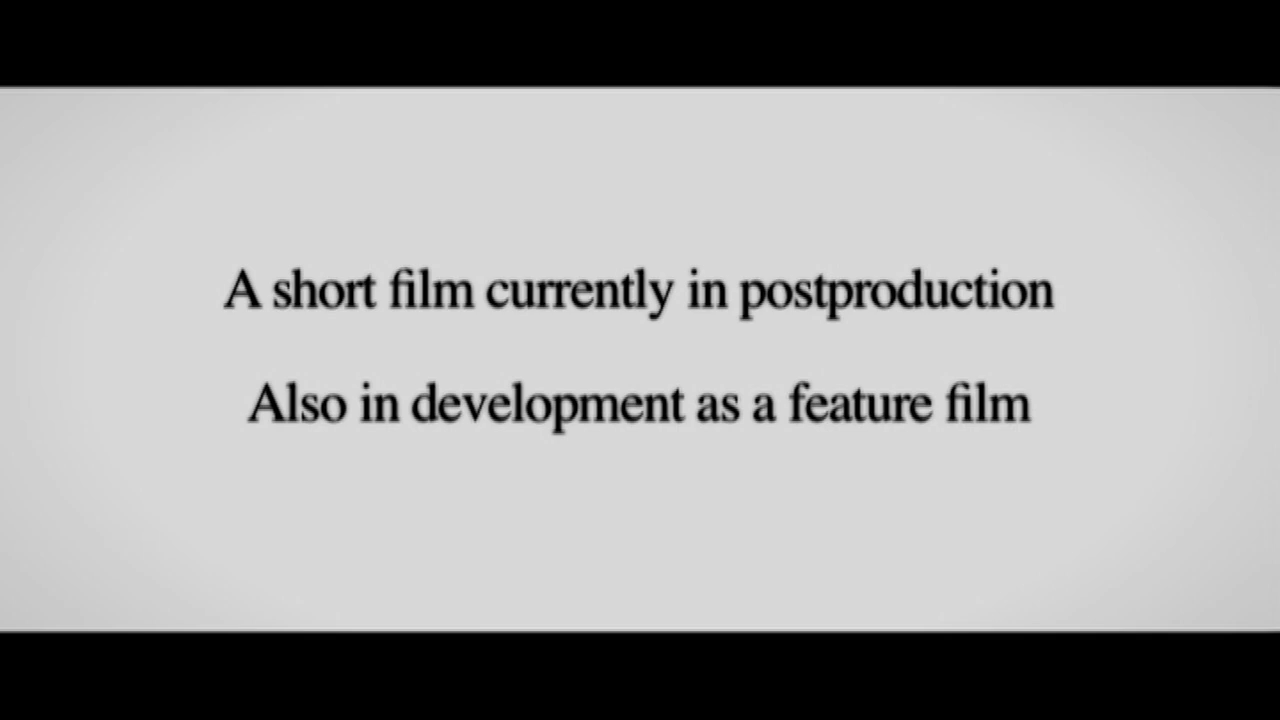 A short film currently in postproduction
Also in development as a feature film